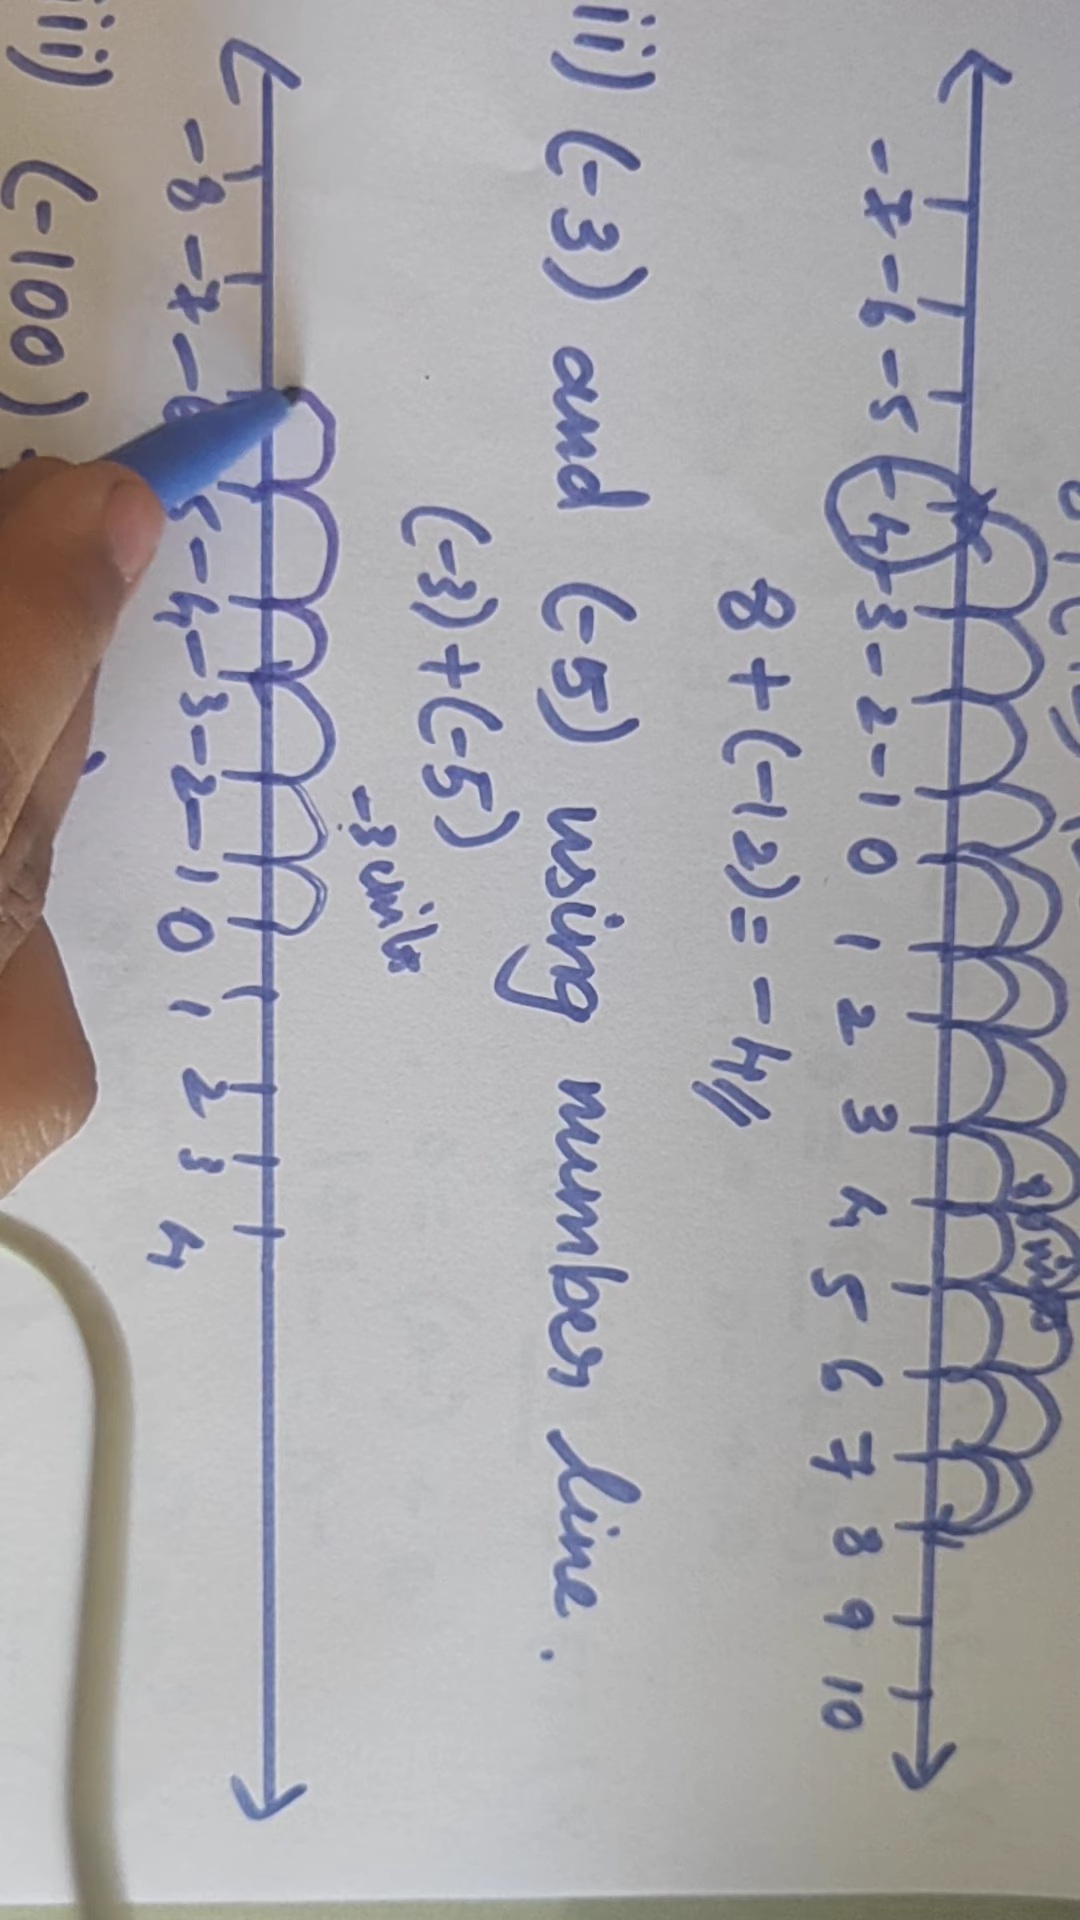 8 units
-7 -6 -5 -4 -3 -2 -1 0 1 2 3 4 5 6 7 8 9 10
8 + (-12) = -4
ii) (-3) and (-5) using number line.
(-3) + (-5)
-3 units
-8 -7 -6 -5 -4 -3 -2 -1 0 1 2 3 4
iii) (-100)